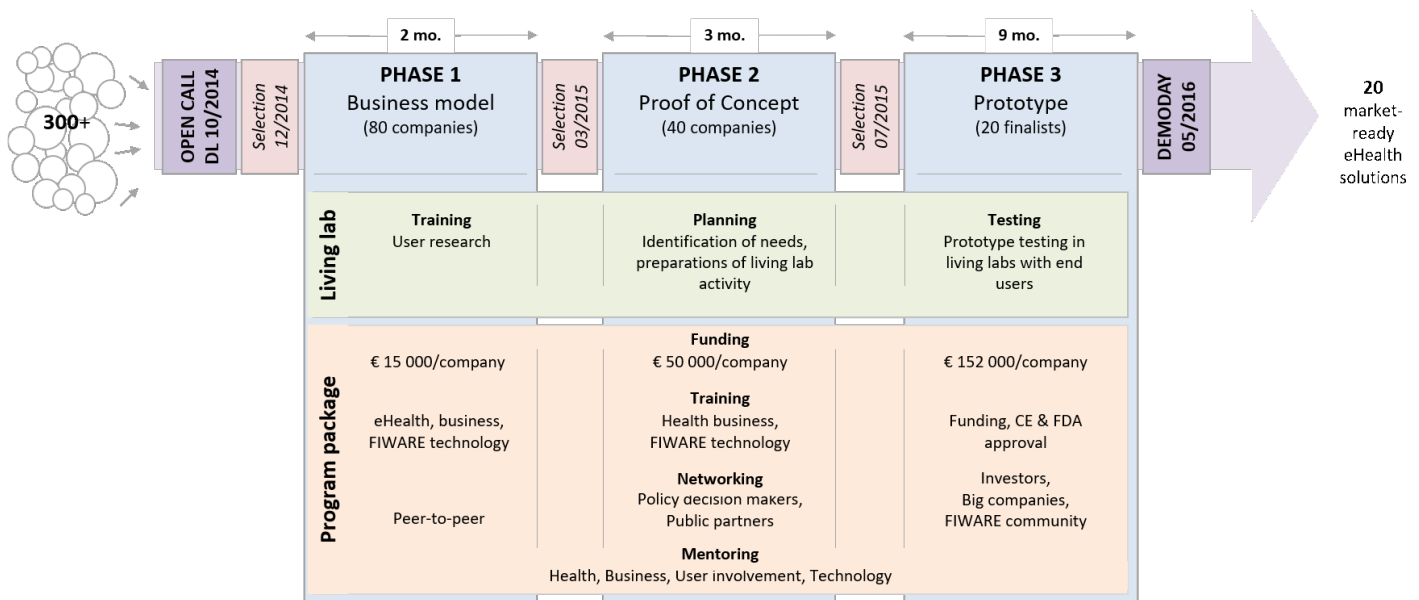 2 mo.
3 mo.
9 mo.
300+
OPEN CALL
DL 10/2014
Selection
12/2014
PHASE 1
Business model
(80 companies)
Selection
03/2015
PHASE 2
Proof of Concept
(40 companies)
Selection
07/2015
PHASE 3
Prototype
(20 finalists)
DEMODAY
05/2016
20
market-
ready
eHealth
solutions
Living lab
Training
User research
Planning
Identification of needs,
preparations of living lab
activity
Testing
Prototype testing in
living labs with end
users
Program package
Funding
€ 15 000/company
€ 50 000/company
€ 152 000/company
Training
eHealth, business,
FIWARE technology
Health business,
FIWARE technology
Funding, CE & FDA
approval
Networking
Peer-to-peer
Policy decision makers,
Public partners
Investors,
Big companies,
FIWARE community
Mentoring
Health, Business, User involvement, Technology